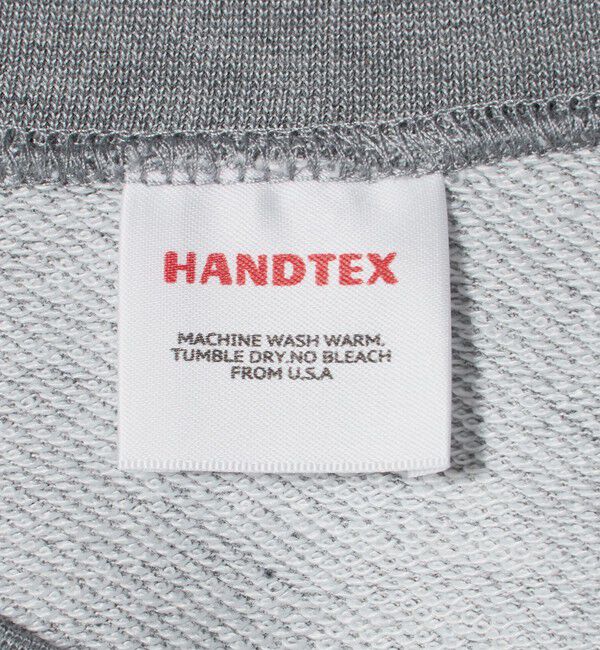 HANDTEX
MACHINE WASH WARM.
TUMBLE DRY.NO BLEACH
FROM U.S.A